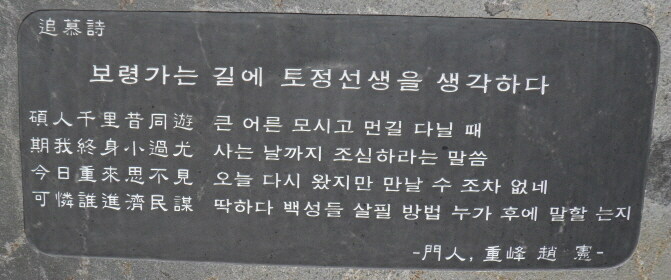 追慕詩
보령가는 길에 토정선생을 생각하다
碩人千里昔同遊 큰 어른 모시고 먼길 다닐 때
期我終身小過尤 사는 날까지 조심하라는 말씀
今日重來思不見 오늘 다시 왔지만 만날 수 조차 없네
可憐誰進濟民謀 딱하다 백성들 살필 방법 누가 후에 말할 는지
-門人, 重峰 趙 憲-